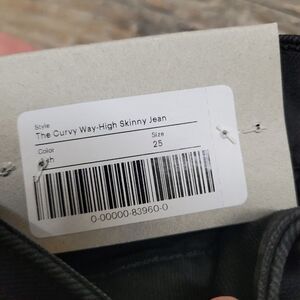 Style
The Curvy Way-High Skinny Jean
Color
Size
25
0-00000-83960-0